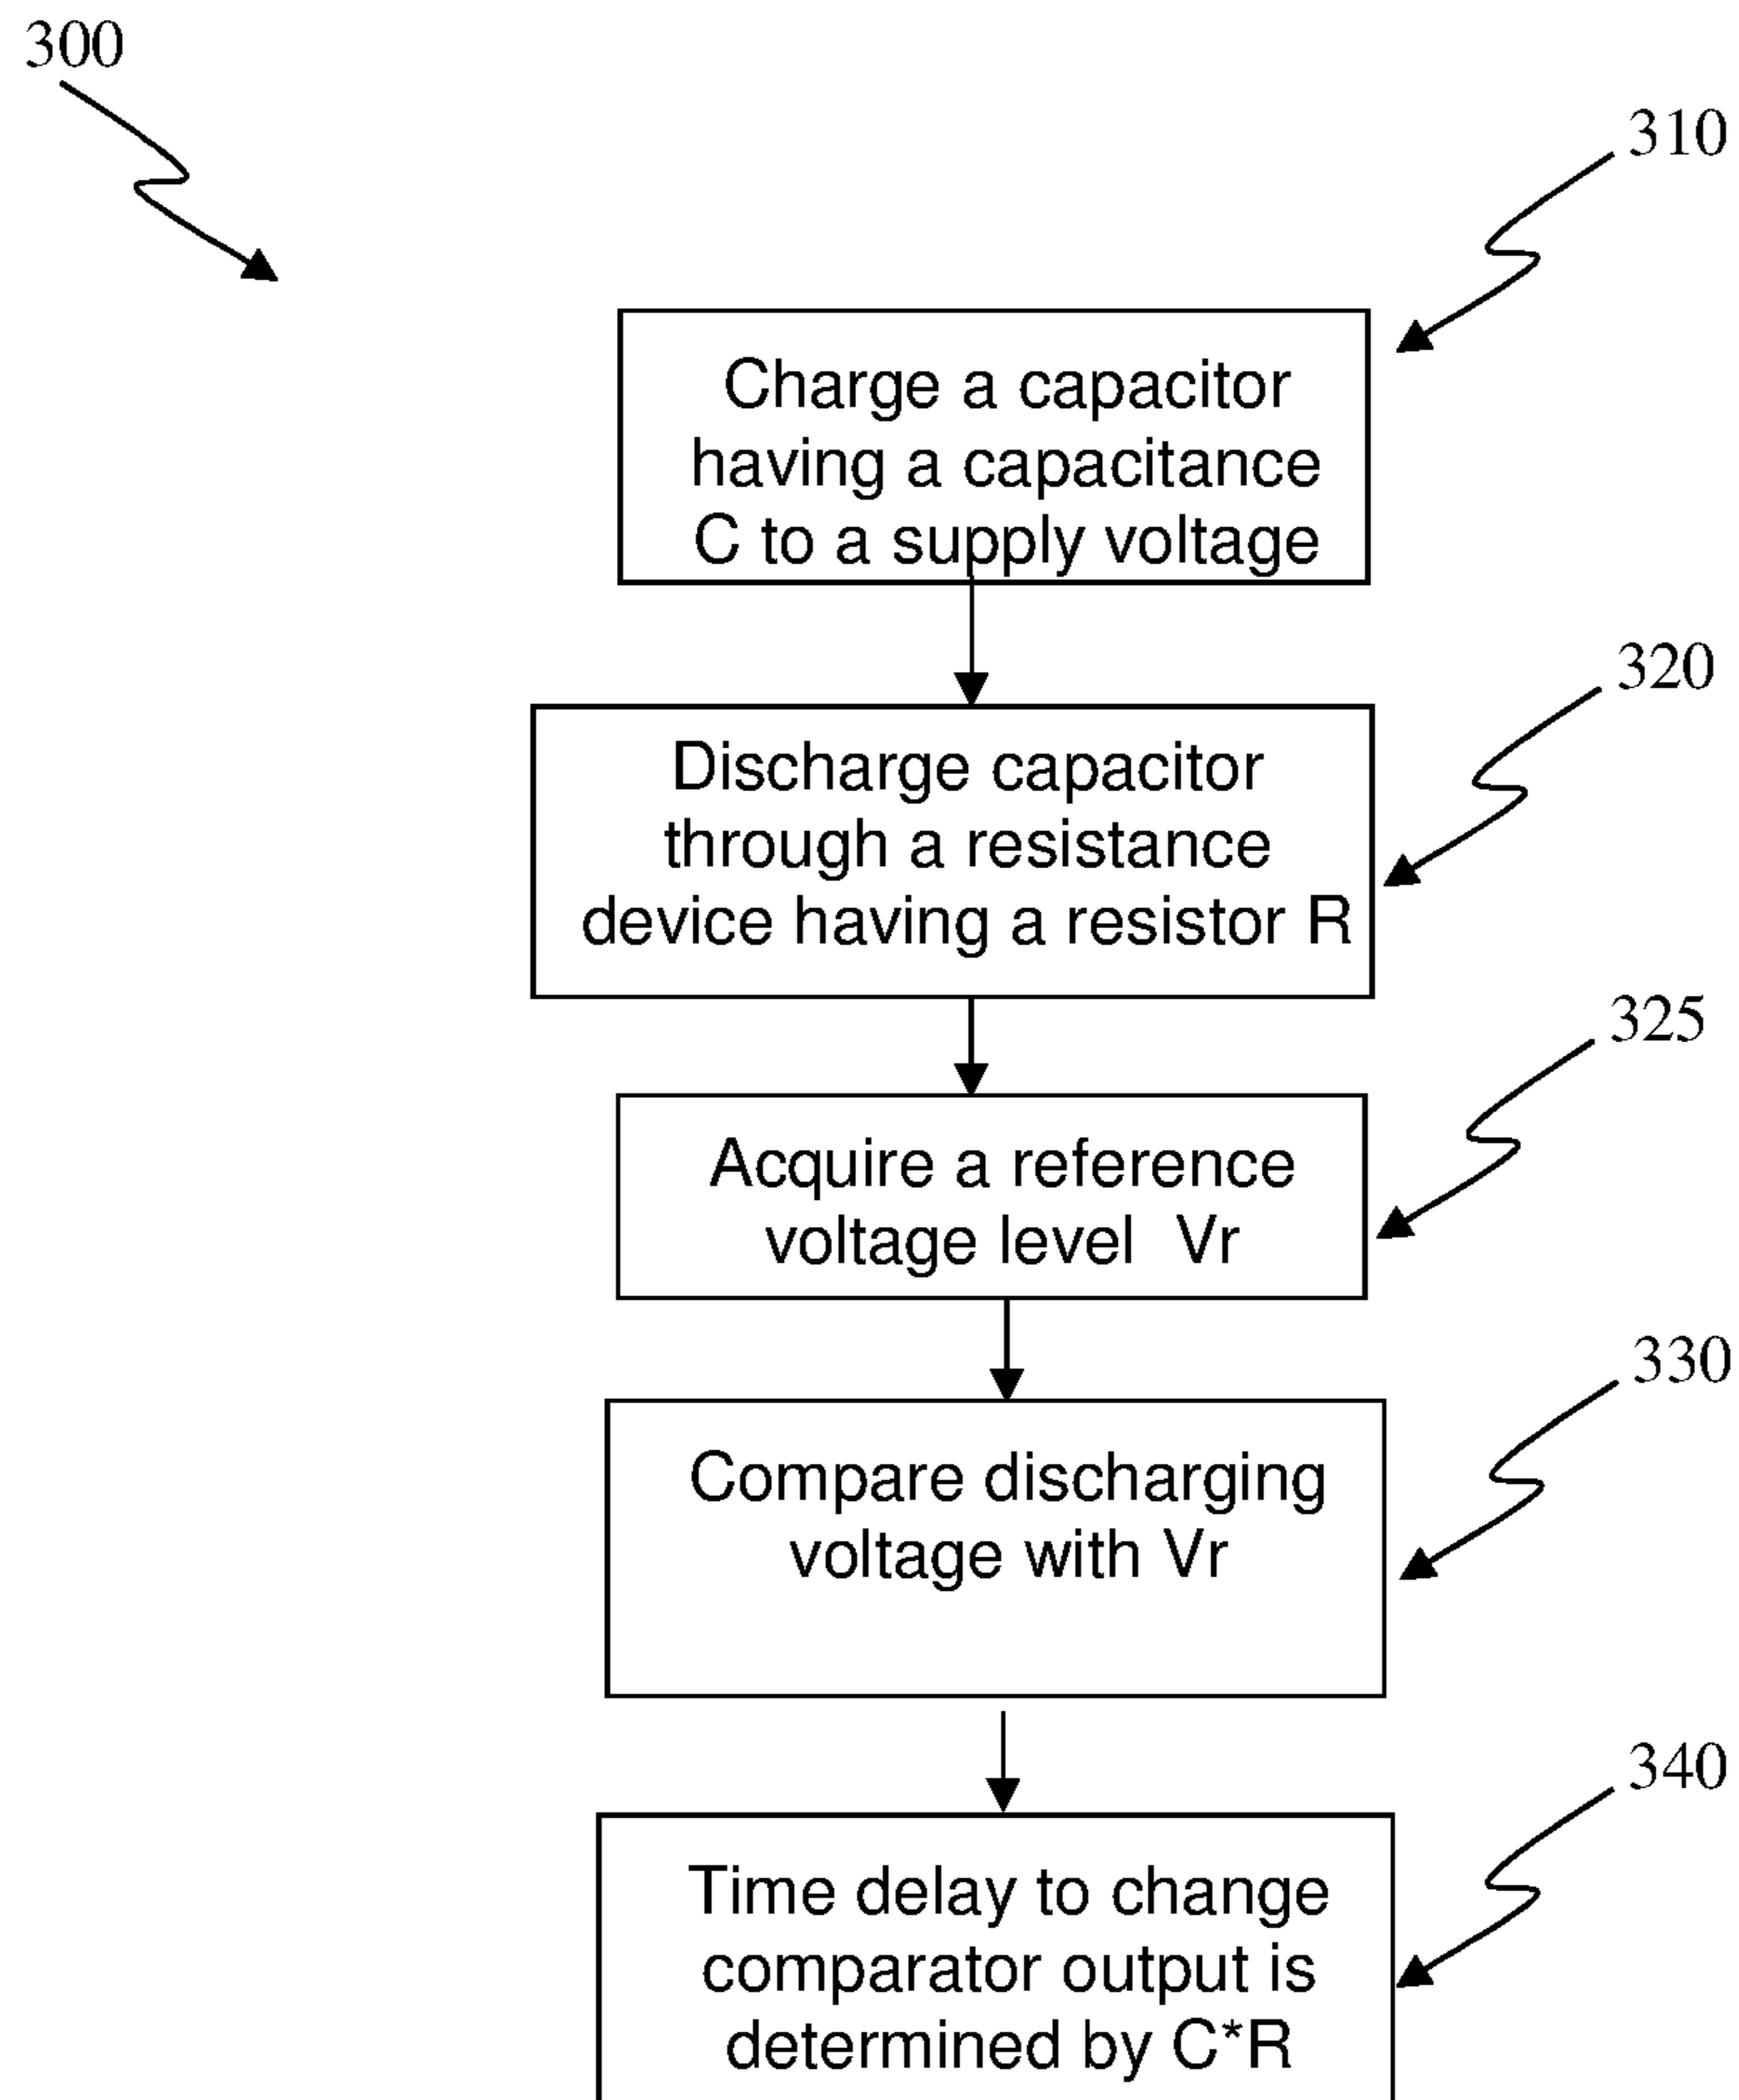 300
310
Charge a capacitor
having a capacitance
C to a supply voltage
320
Discharge capacitor
through a resistance
device having a resistor R
325
Acquire a reference
voltage level Vr
330
Compare discharging
voltage with Vr
340
Time delay to change
comparator output is
determined by C*R